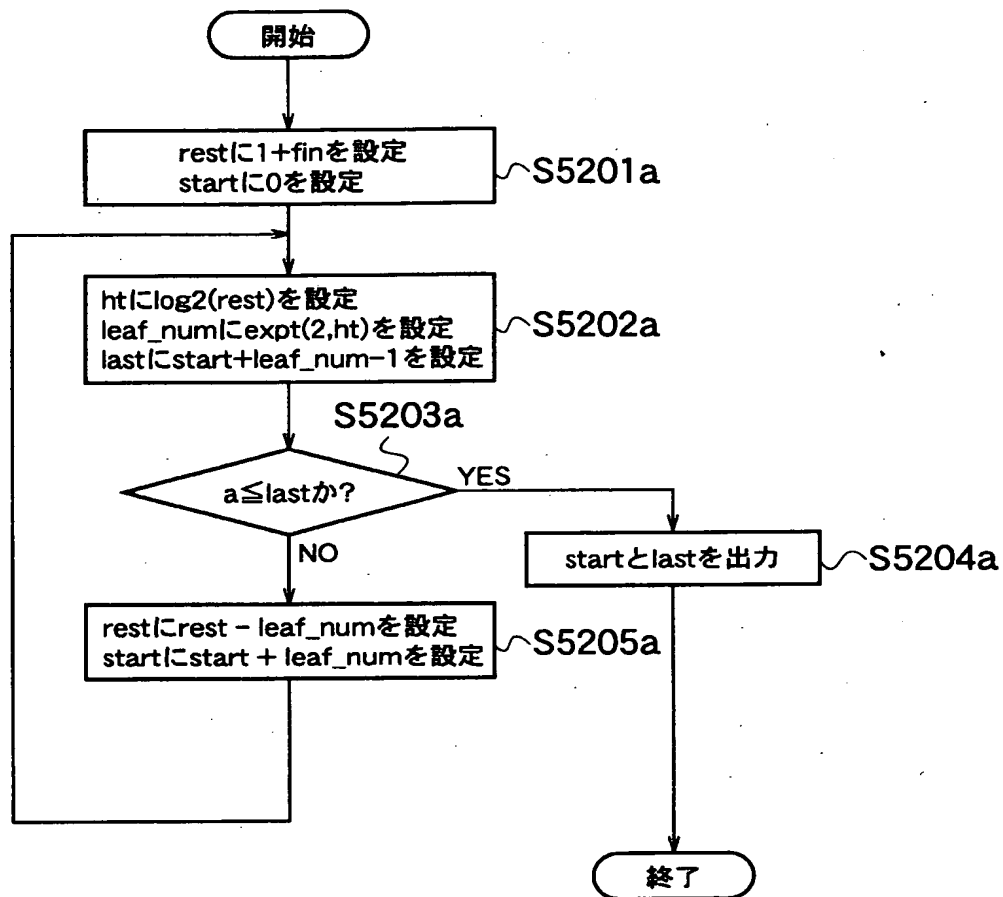 開始
restに1+finを設定
startに0を設定
S5201a
htにlog2(rest)を設定
leaf_numにexpt(2,ht)を設定
lastにstart+leaf_num-1を設定
S5202a
S5203a
a≦lastか?
YES
NO
startとlastを出力
S5204a
restにrest - leaf_numを設定
startにstart + leaf_numを設定
S5205a
終了